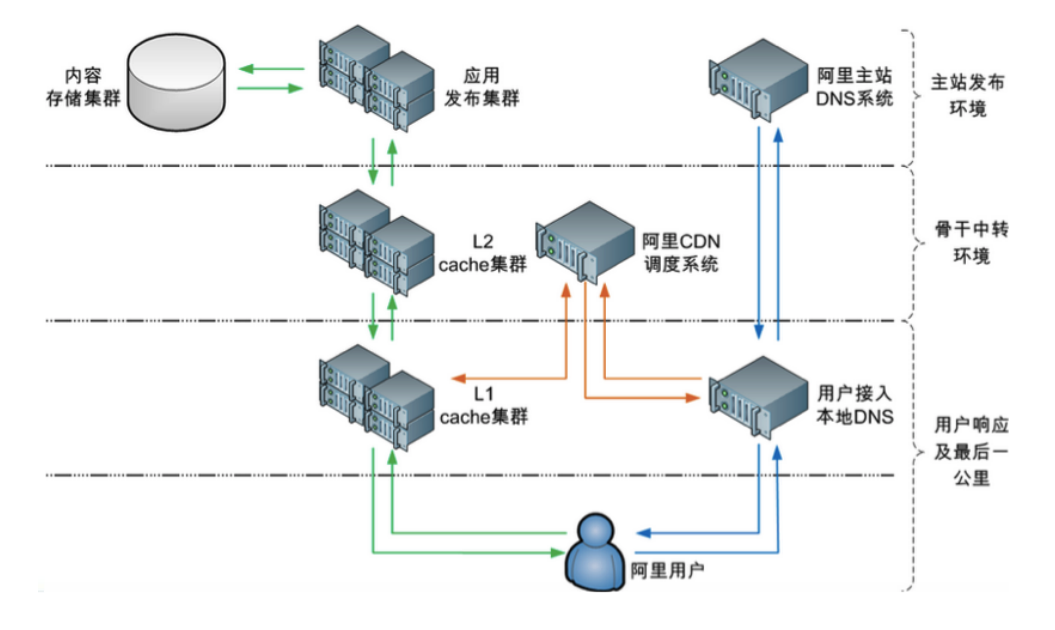 内容
存储集群
应用
发布集群
阿里主站
DNS系统
主站发布
环境
L2
cache集群
阿里CDN
调度系统
骨干中转
环境
L1
cache集群
用户接入
本地DNS
用户响应
及最后一
公里
阿里用户